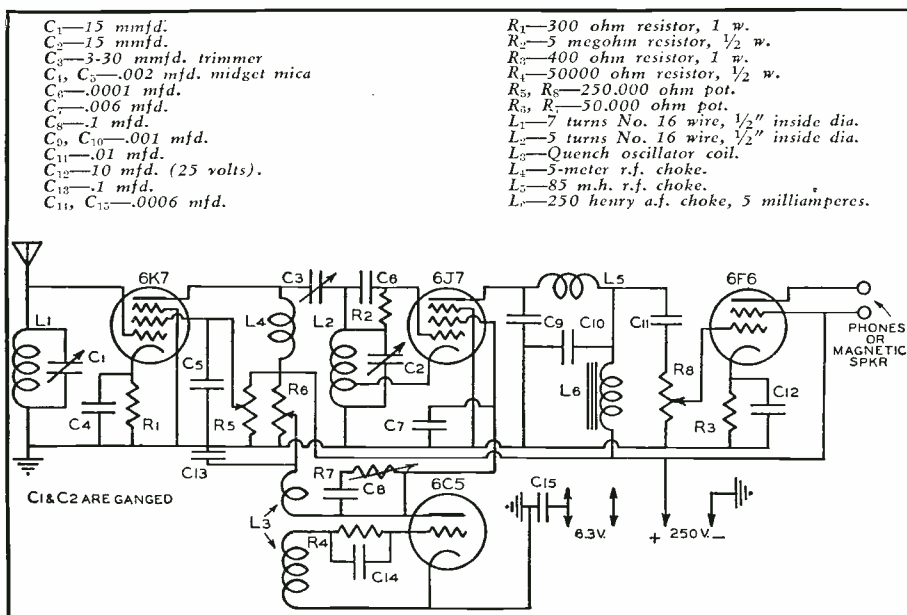 C₁—15 mmfd.
C₂—15 mmfd.
C₃—3-30 mmfd. trimmer
C₄, C₅—.002 mfd. midget mica
C₆—.0001 mfd.
C₇—.006 mfd.
C₈—.1 mfd.
C₉, C₁₀—.001 mfd.
C₁₁—.01 mfd.
C₁₂—10 mfd. (25 volts).
C₁₃—.1 mfd.
C₁₄, C₁₅—.0006 mfd.
R₁—300 ohm resistor, 1 w.
R₂—5 megohm resistor, ½ w.
R₃—400 ohm resistor, 1 w.
R₄—50000 ohm resistor, ½ w.
R₅, R₈—250.000 ohm pot.
R₆, R₇—50.000 ohm pot.
L₁—7 turns No. 16 wire, ½" inside dia.
L₂—5 turns No. 16 wire, ½" inside dia.
L₃—Quench oscillator coil.
L₄—5-meter r.f. choke.
L₅—85 m.h. r.f. choke.
L₆—250 henry a.f. choke, 5 milliamperes.
6K7
C3
C6
6J7
L5
6F6
L1
C1
L4
L2
R2
C2
C9
C10
C11
PHONES
OR
MAGNETIC
SPKR
C4
R1
C5
R5
R6
C7
L6
R8
R3
C12
C13
R7
C8
6C5
C15
C1 & C2 ARE GANGED
L3
R4
C14
6.3V.
+ 250V. −